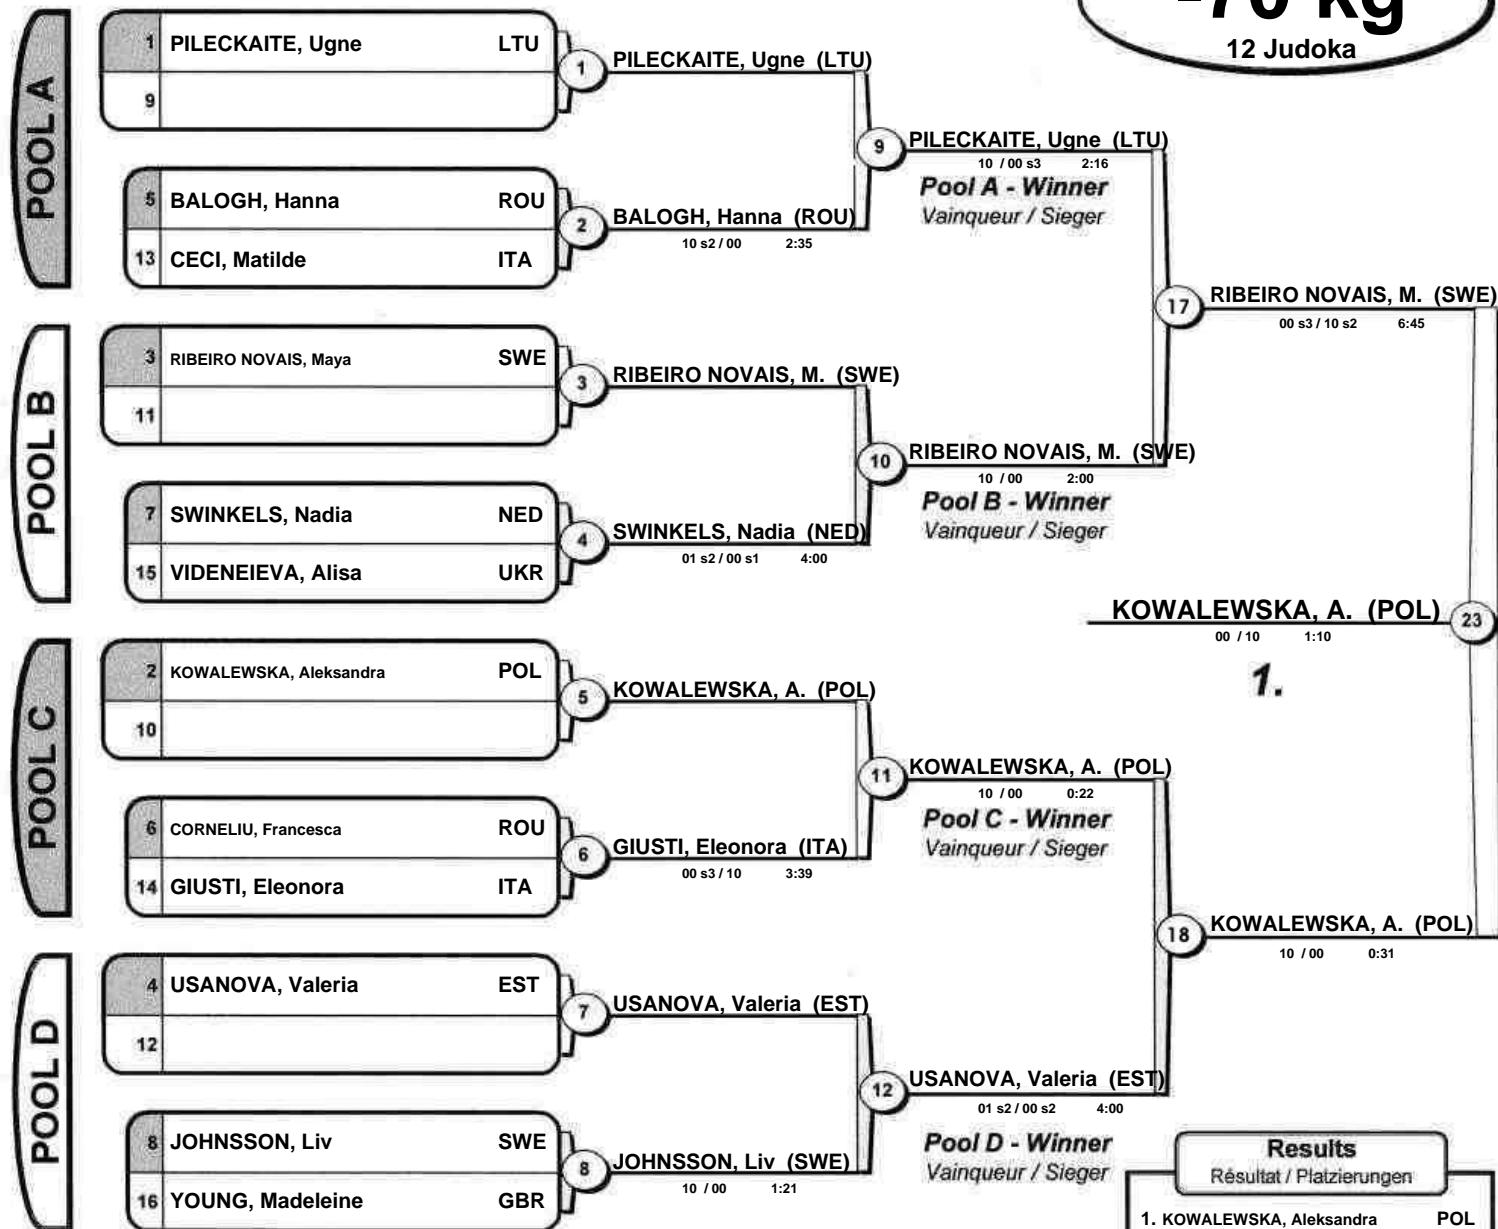 -70 kg
12 Judoka
POOL A
1 PILECKAITE, Ugne LTU
9
5 BALOGH, Hanna ROU
13 CECI, Matilde ITA
1 PILECKAITE, Ugne (LTU)
2 BALOGH, Hanna (ROU)
10 s2 / 00 2:35
9 PILECKAITE, Ugne (LTU)
10 / 00 s3 2:16
Pool A - Winner
Vainqueur / Sieger
POOL B
3 RIBEIRO NOVAIS, Maya SWE
11
7 SWINKELS, Nadia NED
15 VIDENEIEVA, Alisa UKR
3 RIBEIRO NOVAIS, M. (SWE)
4 SWINKELS, Nadia (NED)
01 s2 / 00 s1 4:00
10 RIBEIRO NOVAIS, M. (SWE)
10 / 00 2:00
Pool B - Winner
Vainqueur / Sieger
17 RIBEIRO NOVAIS, M. (SWE)
00 s3 / 10 s2 6:45
KOWALEWSKA, A. (POL) 23
00 / 10 1:10
1.
POOL C
2 KOWALEWSKA, Aleksandra POL
10
6 CORNELIU, Francesca ROU
14 GIUSTI, Eleonora ITA
5 KOWALEWSKA, A. (POL)
6 GIUSTI, Eleonora (ITA)
00 s3 / 10 3:39
11 KOWALEWSKA, A. (POL)
10 / 00 0:22
Pool C - Winner
Vainqueur / Sieger
18 KOWALEWSKA, A. (POL)
10 / 00 0:31
POOL D
4 USANOVA, Valeria EST
12
8 JOHNSSON, Liv SWE
16 YOUNG, Madeleine GBR
7 USANOVA, Valeria (EST)
8 JOHNSSON, Liv (SWE)
10 / 00 1:21
12 USANOVA, Valeria (EST)
01 s2 / 00 s2 4:00
Pool D - Winner
Vainqueur / Sieger
Results
Résultat / Platzierungen
1. KOWALEWSKA, Aleksandra POL